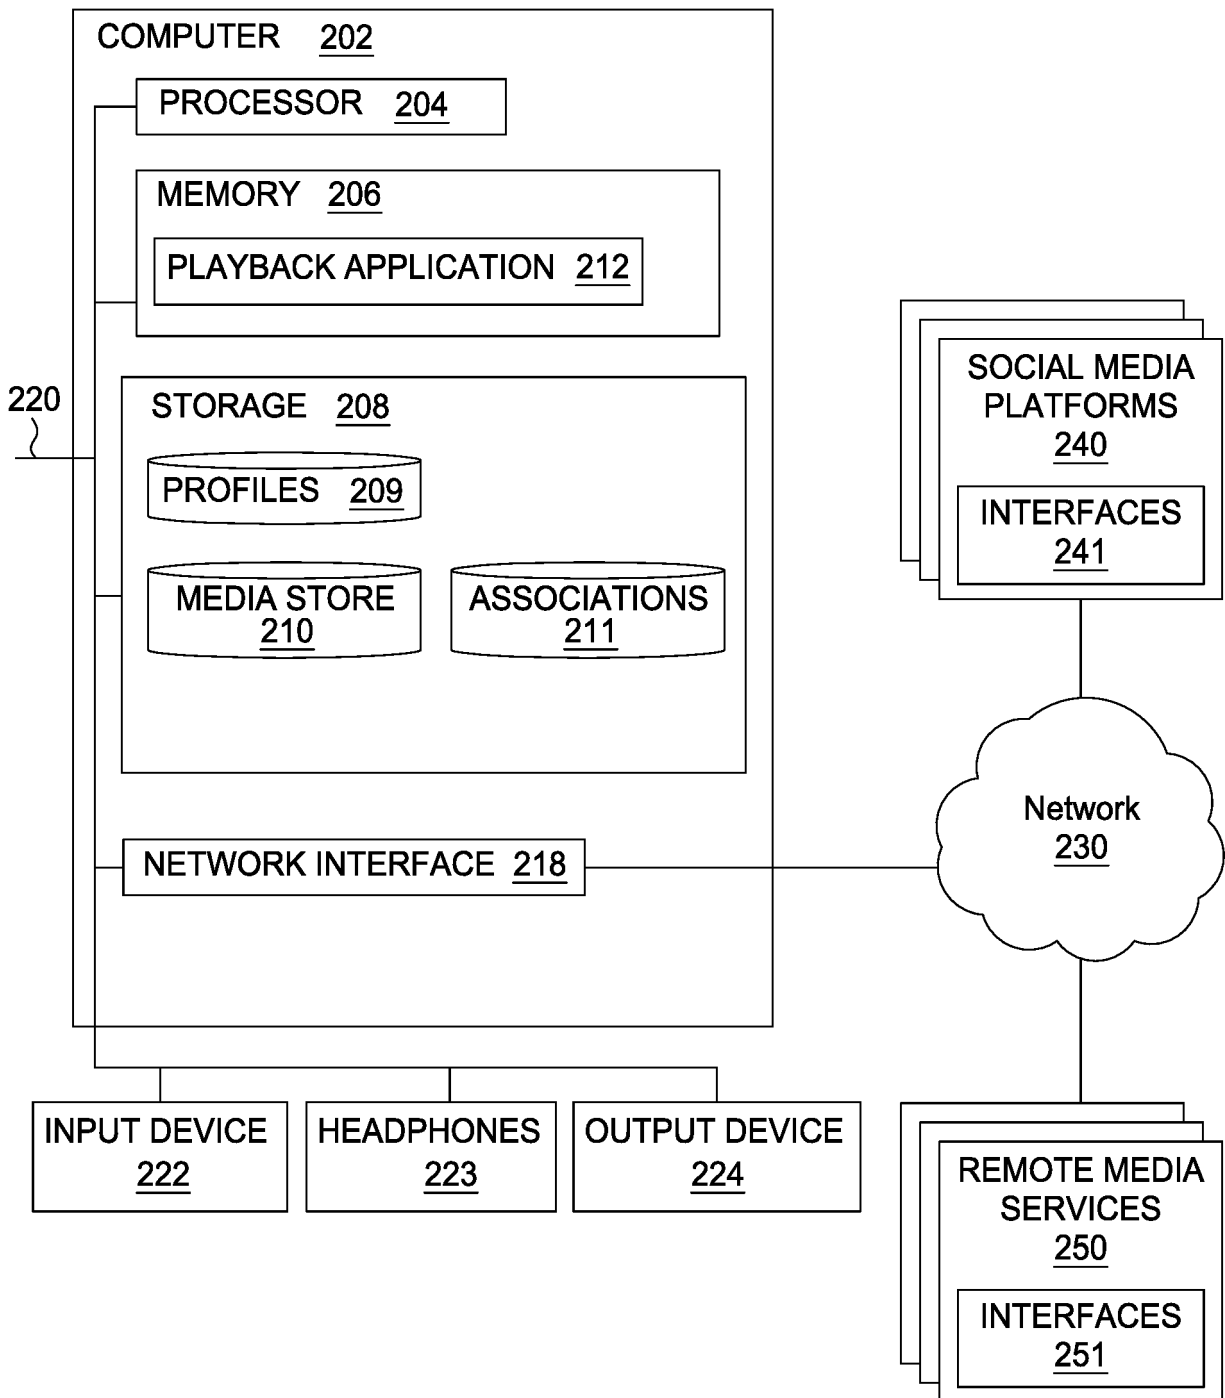 COMPUTER 202
PROCESSOR 204
MEMORY 206
PLAYBACK APPLICATION 212
220
STORAGE 208
PROFILES 209
MEDIA STORE
210
ASSOCIATIONS
211
NETWORK INTERFACE 218
INPUT DEVICE
222
HEADPHONES
223
OUTPUT DEVICE
224
SOCIAL MEDIA
PLATFORMS
240
INTERFACES
241
Network
230
REMOTE MEDIA
SERVICES
250
INTERFACES
251